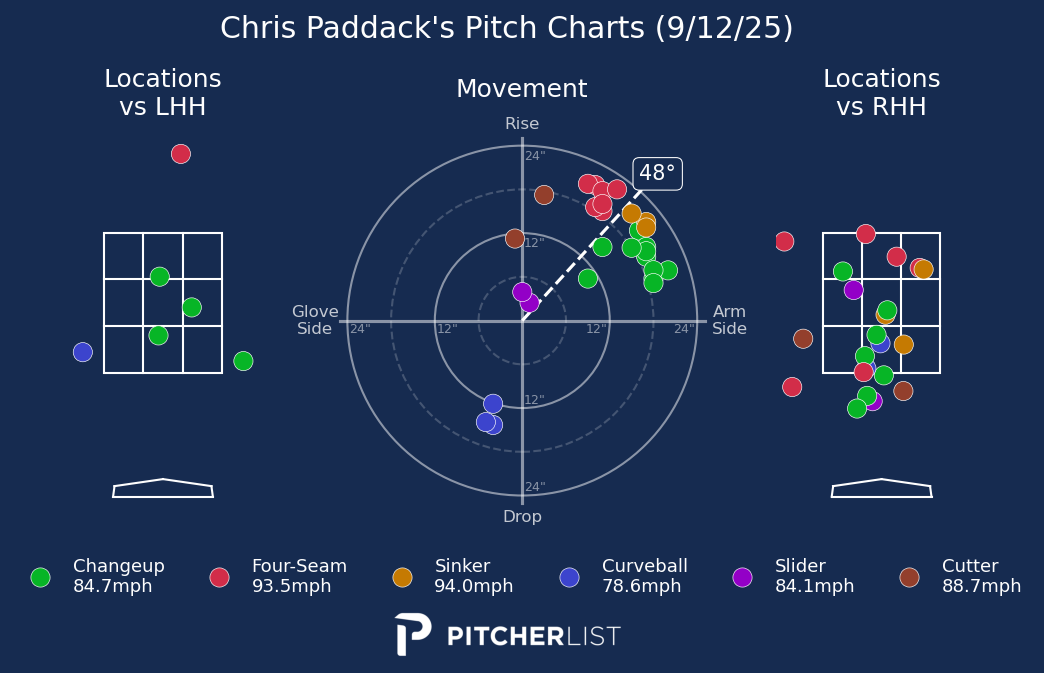 Chris Paddack's Pitch Charts (9/12/25)
Locations
vs LHH
Movement
Locations
vs RHH
Rise
24"
48°
12"
Glove
Side
24"
12"
12"
24"
Arm
Side
12"
24"
Drop
Changeup
84.7mph
Four-Seam
93.5mph
Sinker
94.0mph
Curveball
78.6mph
Slider
84.1mph
Cutter
88.7mph
PITCHERLIST